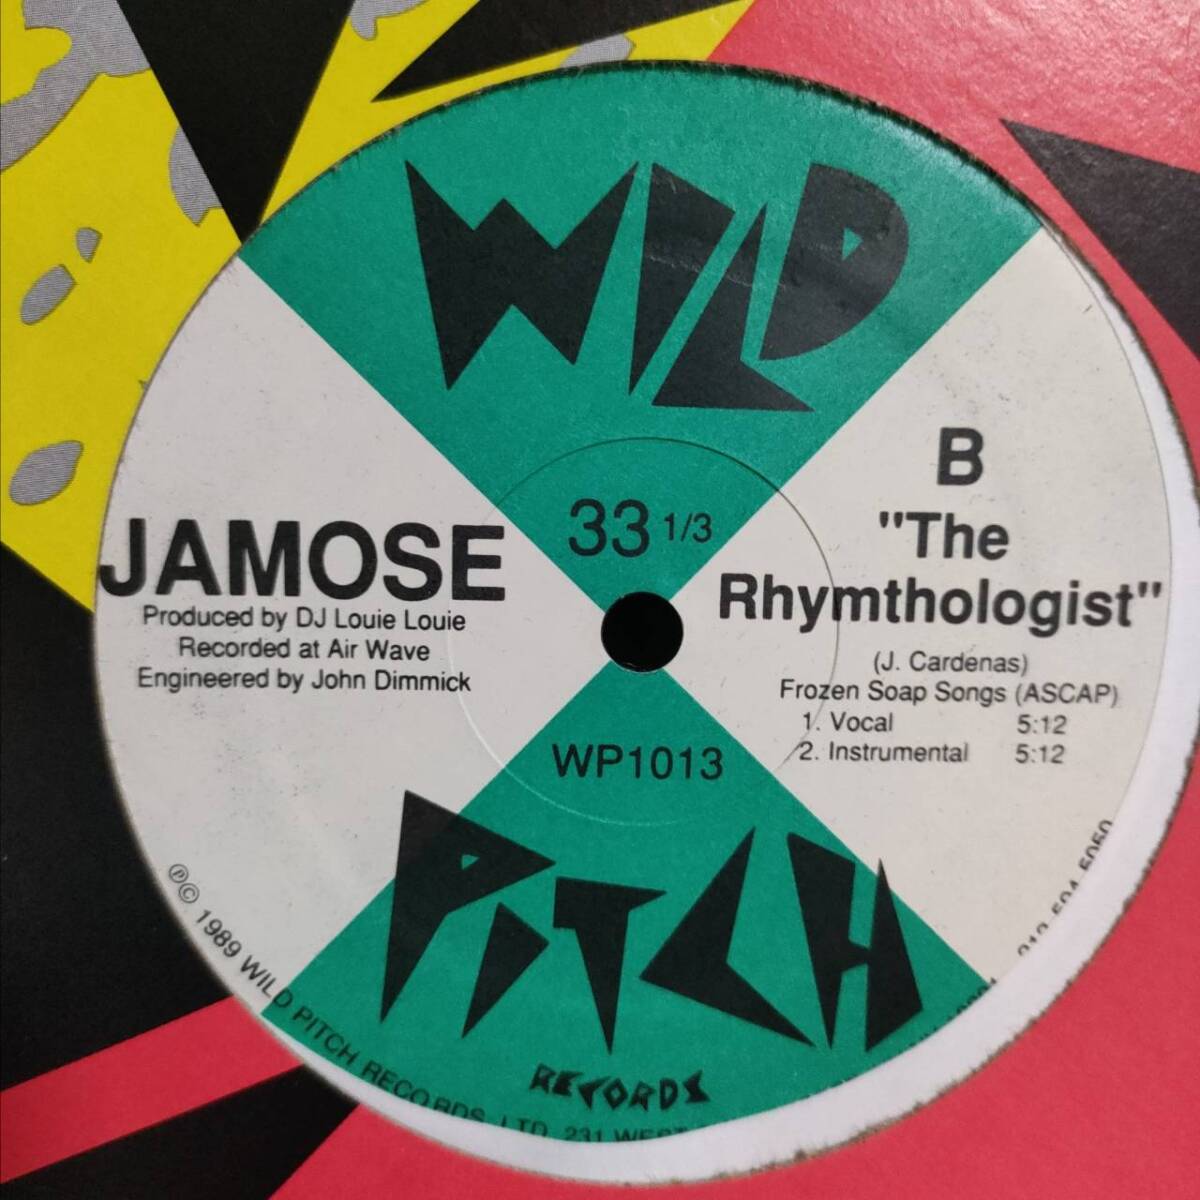 WILD
33 1/3
JAMOSE
Produced by DJ Louie Louie
Recorded at Air Wave
Engineered by John Dimmick
B
"The
Rhymthologist"
(J. Cardenas)
Frozen Soap Songs (ASCAP)
1. Vocal 5:12
2. Instrumental 5:12
WP1013
PITCH
RECORDS
℗© 1989 WILD PITCH RECORDS, LTD. 231 WEST